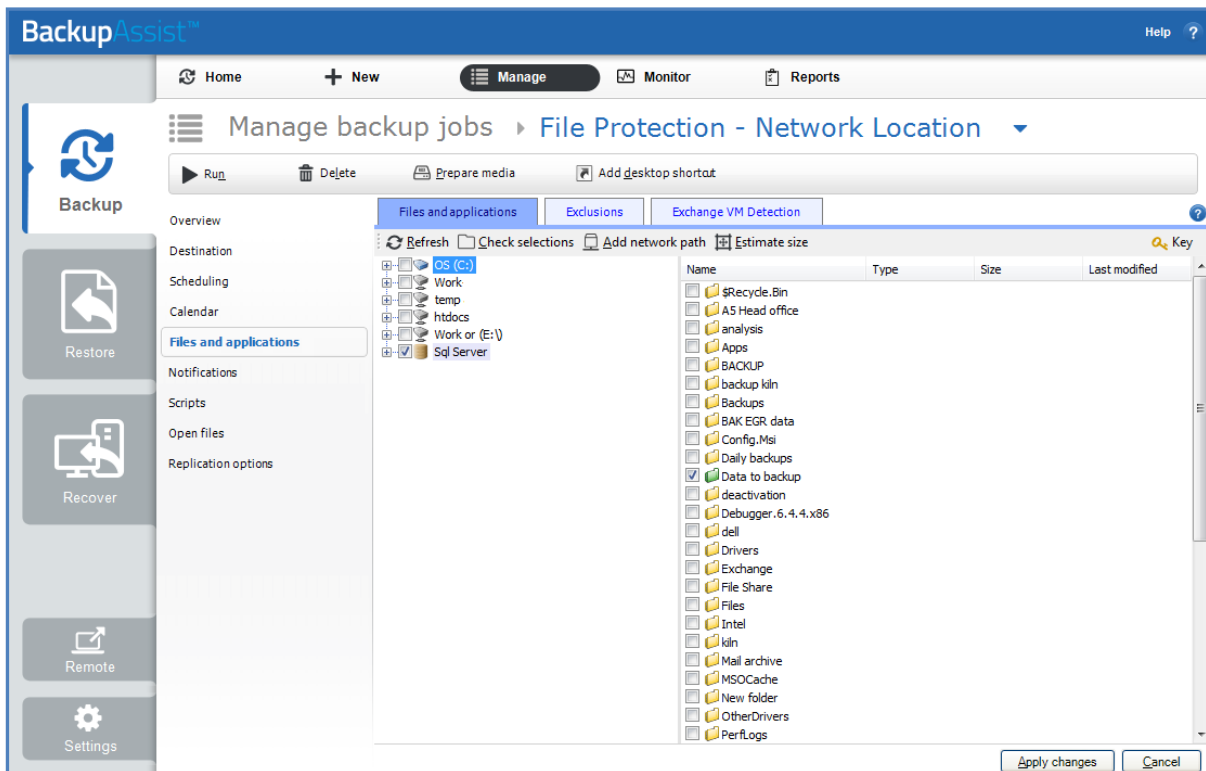 BackupAssist™
Help ?
Home
New
Manage
Monitor
Reports
Manage backup jobs
File Protection - Network Location
Run
Delete
Prepare media
Add desktop shortcut
Backup
Restore
Recover
Remote
Settings
Overview
Destination
Scheduling
Calendar
Files and applications
Notifications
Scripts
Open files
Replication options
Files and applications
Exclusions
Exchange VM Detection
?
Refresh
Check selections
Add network path
Estimate size
Key
OS (C:)
Work
temp
htdocs
Work or (E:\)
Sql Server
Name Type Size Last modified
$Recycle.Bin
A5 Head office
analysis
Apps
BACKUP
backup kiln
Backups
BAK EGR data
Config.Msi
Daily backups
Data to backup
deactivation
Debugger.6.4.4.x86
dell
Drivers
Exchange
File Share
Files
Intel
kiln
Mail archive
MSOCache
New folder
OtherDrivers
PerfLogs
Apply changes
Cancel